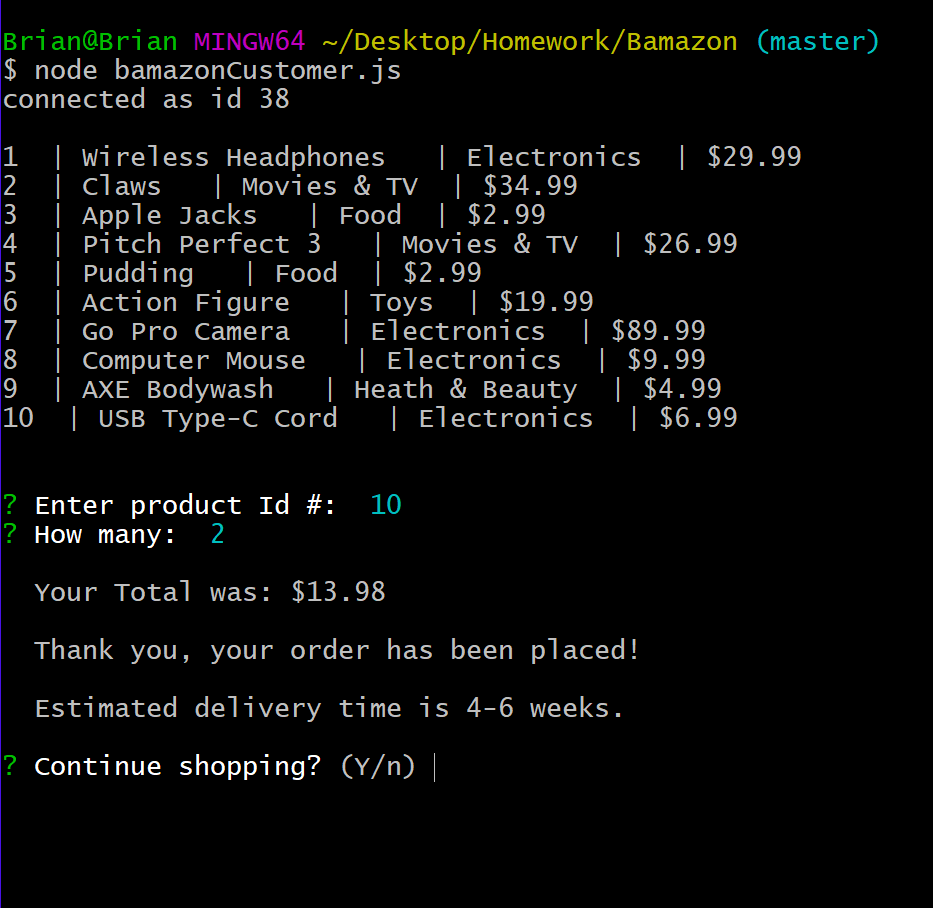 Brian@Brian MINGW64 ~/Desktop/Homework/Bamazon (master)
$ node bamazonCustomer.js
connected as id 38
1  | Wireless Headphones   | Electronics  | $29.99
2  | Claws   | Movies & TV  | $34.99
3  | Apple Jacks   | Food  | $2.99
4  | Pitch Perfect 3   | Movies & TV  | $26.99
5  | Pudding   | Food  | $2.99
6  | Action Figure   | Toys  | $19.99
7  | Go Pro Camera   | Electronics  | $89.99
8  | Computer Mouse   | Electronics  | $9.99
9  | AXE Bodywash   | Heath & Beauty  | $4.99
10  | USB Type-C Cord   | Electronics  | $6.99
? Enter product Id #:  10
? How many:  2
Your Total was: $13.98
Thank you, your order has been placed!
Estimated delivery time is 4-6 weeks.
? Continue shopping? (Y/n)